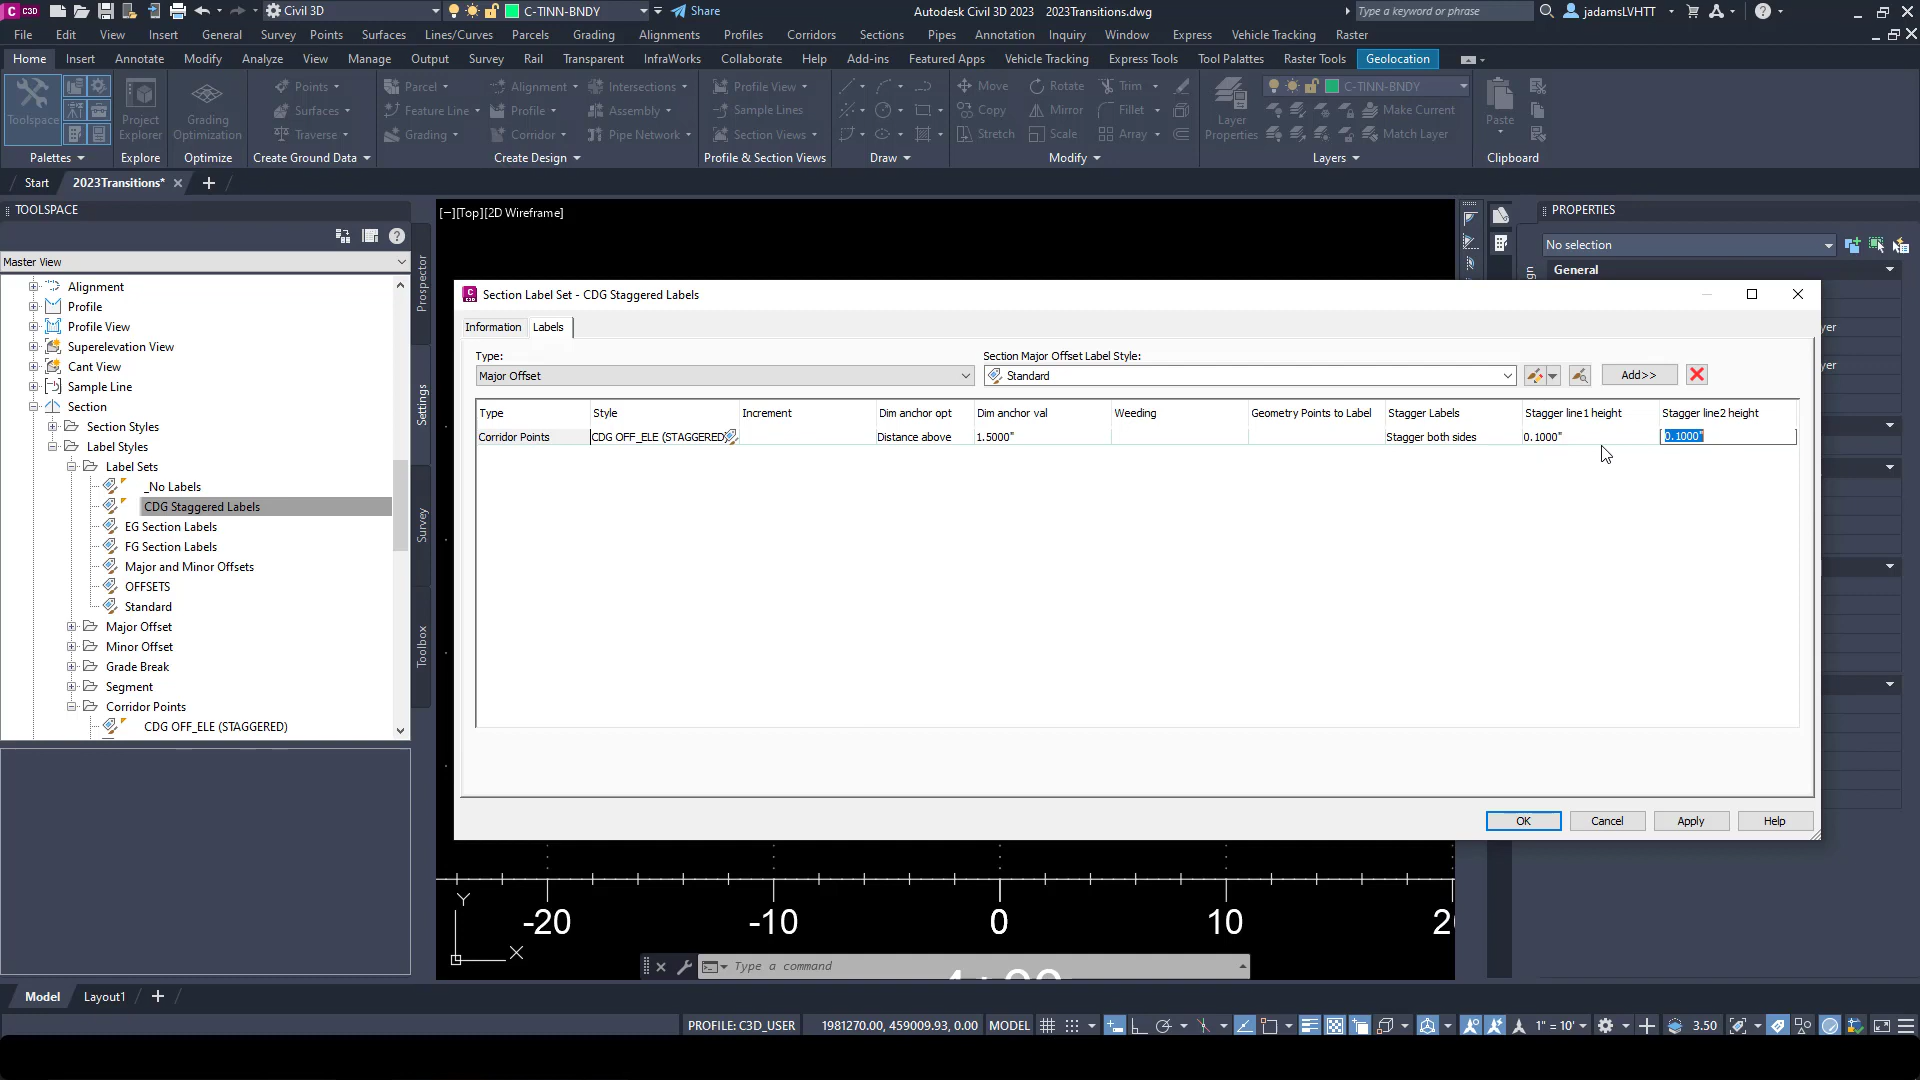 C3D Civil 3D C-TINN-BNDY Share Autodesk Civil 3D 2023 2023Transitions.dwg Type a keyword or phrase jadamsLVHTT
File Edit View Insert General Survey Points Surfaces Lines/Curves Parcels Grading Alignments Profiles Corridors Sections Pipes Annotation Inquiry Window Express Vehicle Tracking Raster
Home Insert Annotate Modify Analyze View Manage Output Survey Rail Transparent InfraWorks Collaborate Help Add-ins Featured Apps Vehicle Tracking Express Tools Tool Palettes Raster Tools Geolocation
Points Parcel Alignment Intersections Profile View Move Rotate Trim C-TINN-BNDY
Surfaces Feature Line Profile Assembly Sample Lines Copy Mirror Fillet Make Current
Toolspace Project Explorer Grading Optimization Traverse Grading Corridor Pipe Network Section Views Stretch Scale Array Layer Properties Match Layer Paste
Palettes Explore Optimize Create Ground Data Create Design Profile & Section Views Draw Modify Layers Clipboard
Start 2023Transitions*
TOOLSPACE
[−][Top][2D Wireframe]
PROPERTIES
No selection
General
Master View
Alignment
Profile
Profile View
Superelevation View
Cant View
Sample Line
Section
Section Styles
Label Styles
Label Sets
_No Labels
CDG Staggered Labels
EG Section Labels
FG Section Labels
Major and Minor Offsets
OFFSETS
Standard
Major Offset
Minor Offset
Grade Break
Segment
Corridor Points
CDG OFF_ELE (STAGGERED)
Prospector
Settings
Survey
Toolbox
Section Label Set - CDG Staggered Labels
Information Labels
Type: Section Major Offset Label Style:
Major Offset Standard Add>>
Type Style Increment Dim anchor opt Dim anchor val Weeding Geometry Points to Label Stagger Labels Stagger line1 height Stagger line2 height
Corridor Points CDG OFF_ELE (STAGGERED) Distance above 1.5000" Stagger both sides 0.1000" 0.1000"
OK Cancel Apply Help
yer
yer
Y
X
-20 -10 0 10
Type a command
Model Layout1
PROFILE: C3D_USER 1981270.00, 459009.93, 0.00 MODEL 1" = 10' 3.50